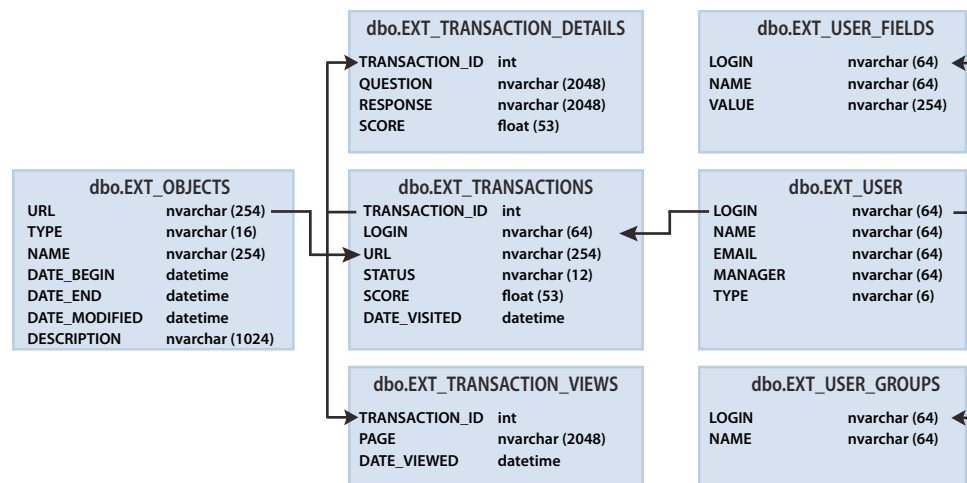 dbo.EXT_TRANSACTION_DETAILS
TRANSACTION_ID int
QUESTION nvarchar (2048)
RESPONSE nvarchar (2048)
SCORE float (53)
dbo.EXT_USER_FIELDS
LOGIN nvarchar (64)
NAME nvarchar (64)
VALUE nvarchar (254)
dbo.EXT_OBJECTS
URL nvarchar (254)
TYPE nvarchar (16)
NAME nvarchar (254)
DATE_BEGIN datetime
DATE_END datetime
DATE_MODIFIED datetime
DESCRIPTION nvarchar (1024)
dbo.EXT_TRANSACTIONS
TRANSACTION_ID int
LOGIN nvarchar (64)
URL nvarchar (254)
STATUS nvarchar (12)
SCORE float (53)
DATE_VISITED datetime
dbo.EXT_USER
LOGIN nvarchar (64)
NAME nvarchar (64)
EMAIL nvarchar (64)
MANAGER nvarchar (64)
TYPE nvarchar (6)
dbo.EXT_TRANSACTION_VIEWS
TRANSACTION_ID int
PAGE nvarchar (2048)
DATE_VIEWED datetime
dbo.EXT_USER_GROUPS
LOGIN nvarchar (64)
NAME nvarchar (64)